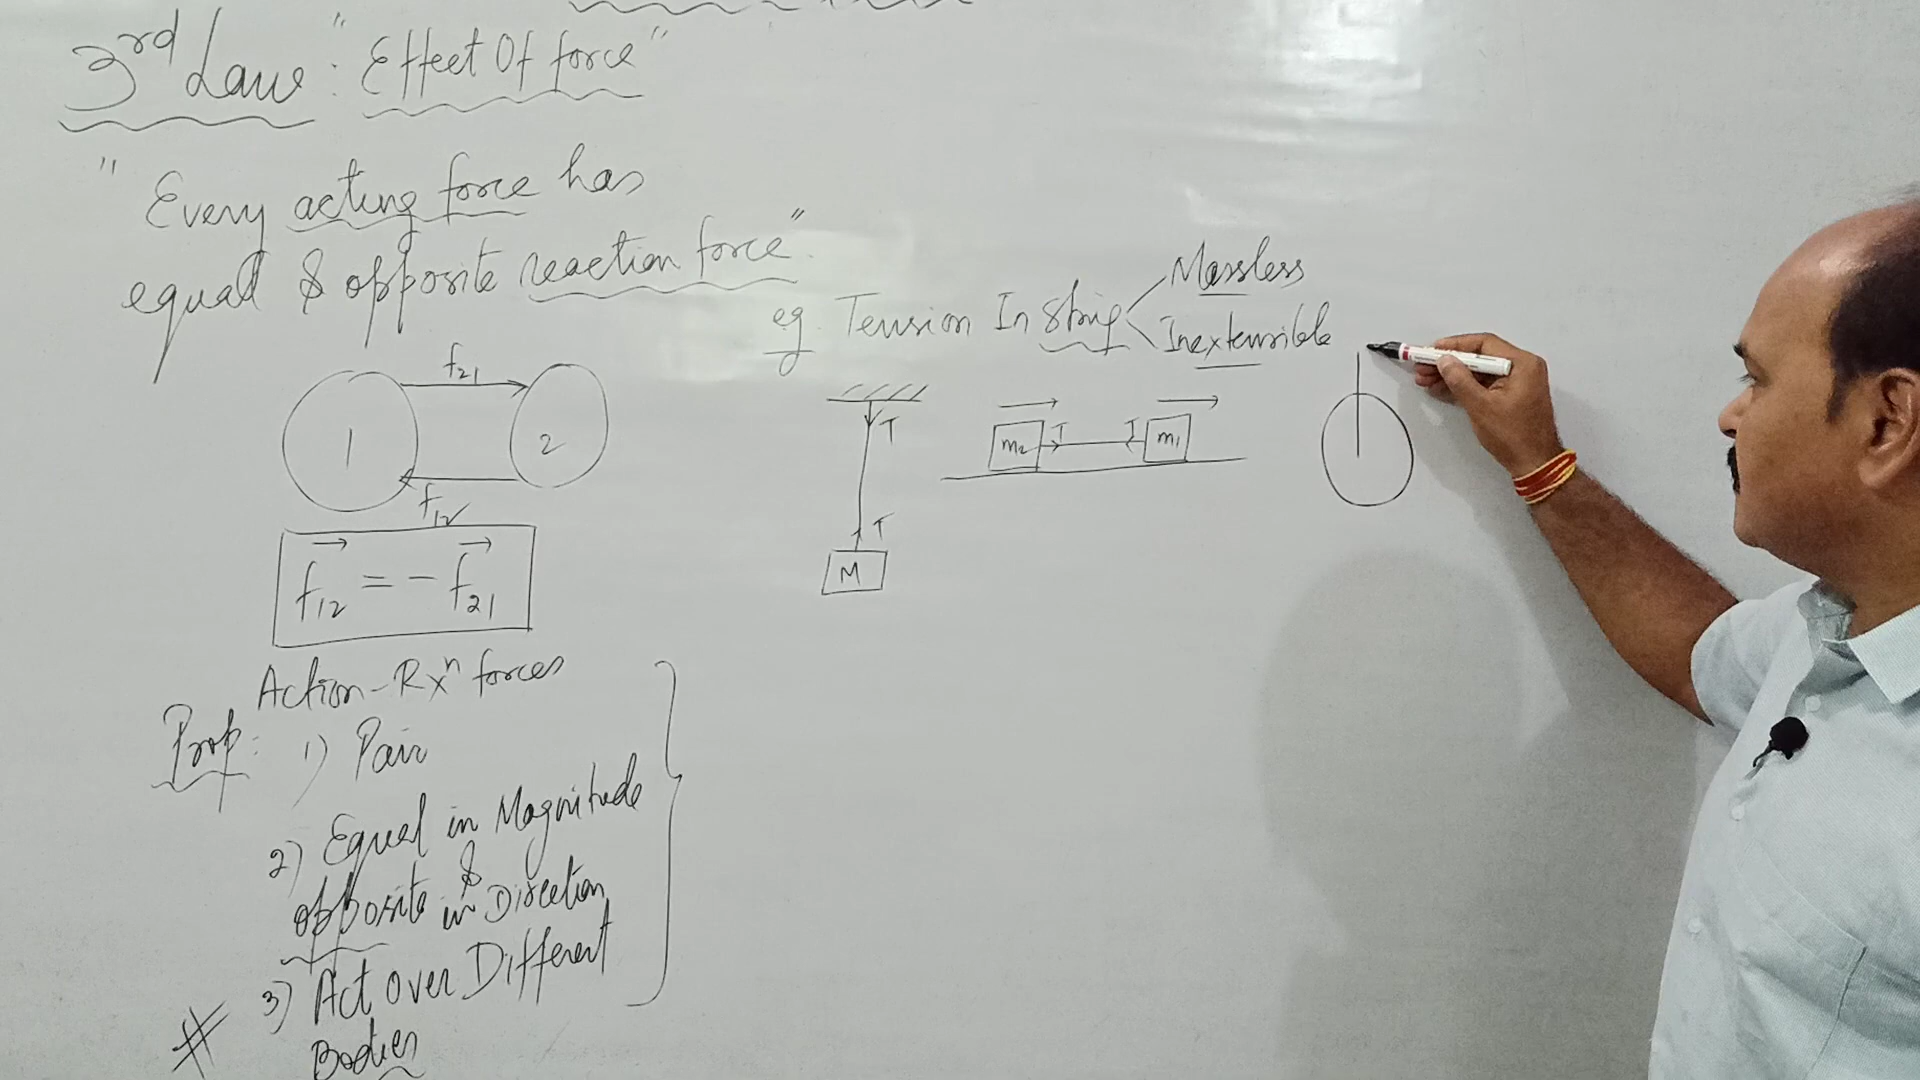 3rd Law: "Effect Of force"
"Every acting force has
equal & opposite reaction force"
f21
1
2
f12
f12 = - f21
Action-Rxn forces
Prop: 1) Pair
2) Equal in Magnitude
&
opposite in Direction
3) Act over Different
Bodies
#
eg. Tension In String
Massless
Inextensible
T
T
M
m2
T
T
m1